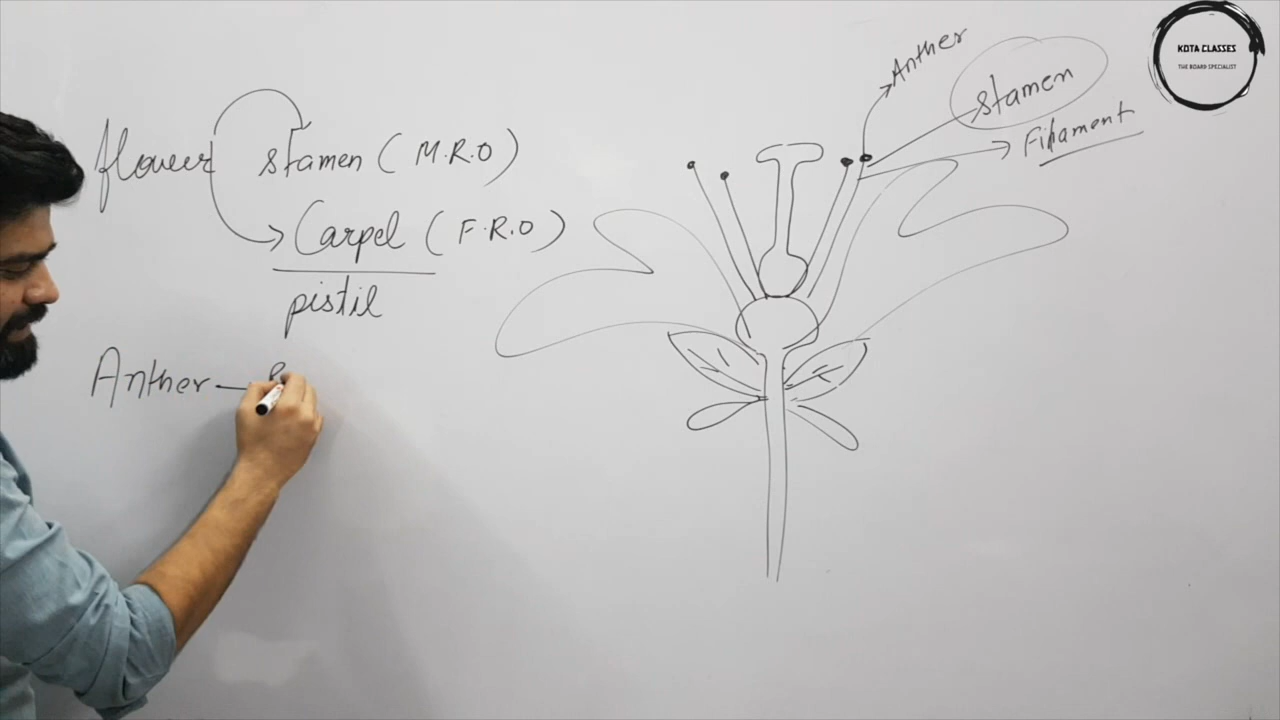 flower
stamen (M.R.O)
Carpel (F.R.O)
pistil
Anther —
Anther
stamen
Filament
KOTA CLASSES
THE BOARD SPECIALIST